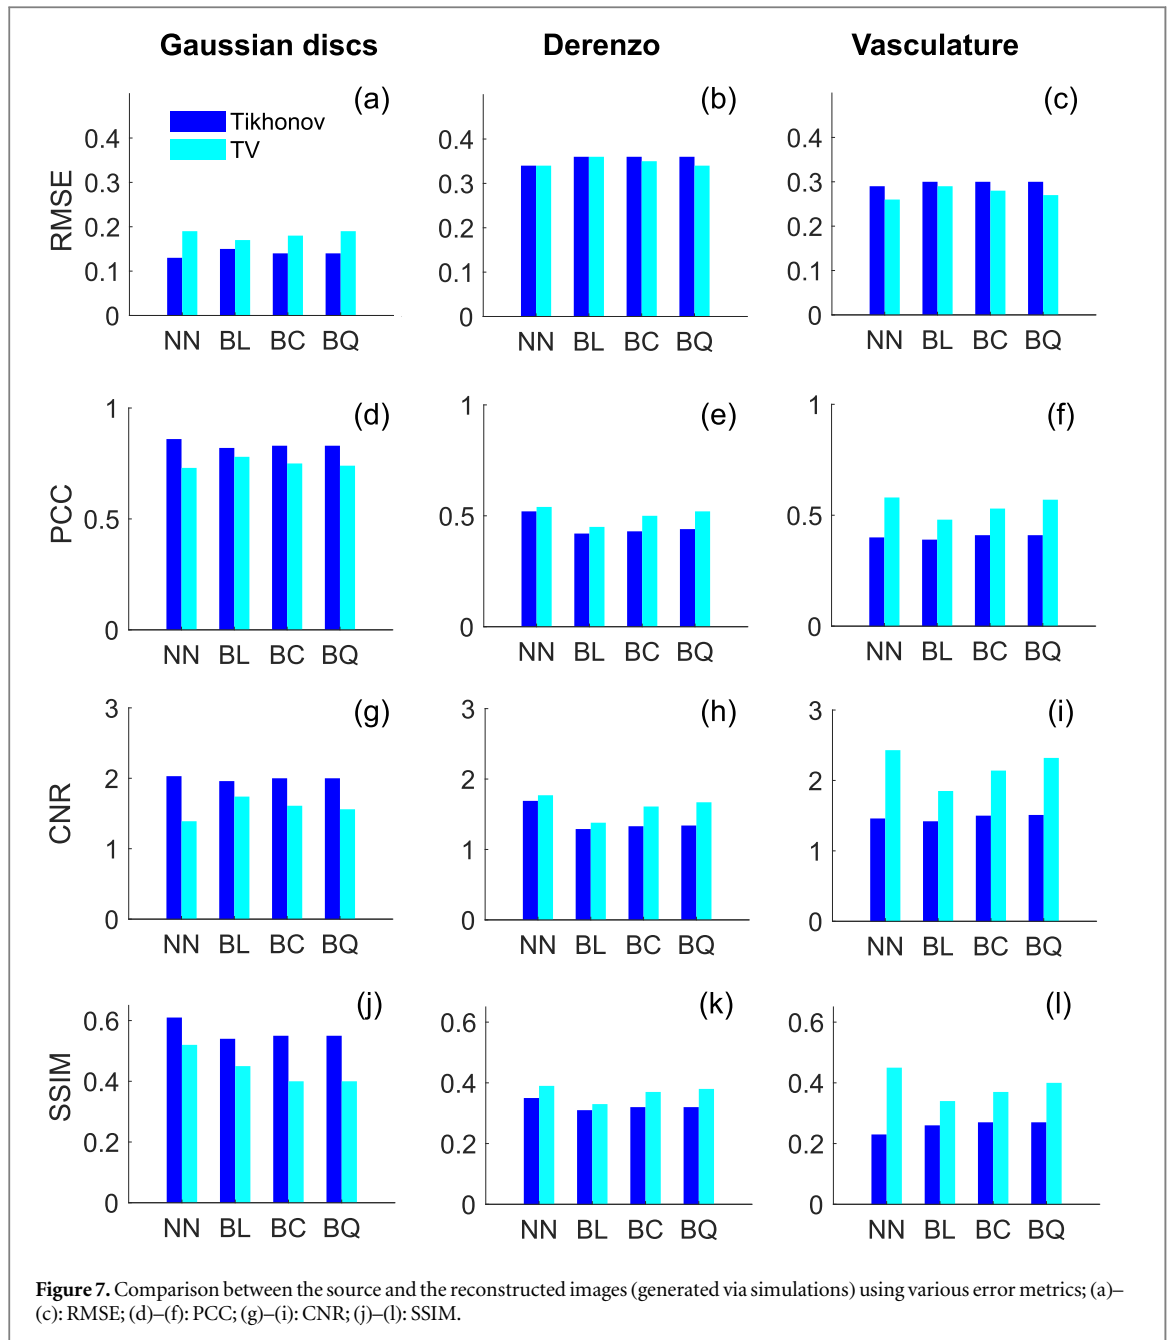 Gaussian discs Derenzo Vasculature
(a) (b) (c)
Tikhonov
TV
RMSE
0.4 0.3 0.2 0.1 0
0.4 0.3 0.2 0.1 0
0.4 0.3 0.2 0.1 0
NN BL BC BQ NN BL BC BQ NN BL BC BQ
(d) (e) (f)
PCC
1 0.5 0
1 0.5 0
1 0.5 0
NN BL BC BQ NN BL BC BQ NN BL BC BQ
(g) (h) (i)
CNR
3 2 1 0
3 2 1 0
3 2 1 0
NN BL BC BQ NN BL BC BQ NN BL BC BQ
(j) (k) (l)
SSIM
0.6 0.4 0.2 0
0.6 0.4 0.2 0
0.6 0.4 0.2 0
NN BL BC BQ NN BL BC BQ NN BL BC BQ
Figure 7. Comparison between the source and the reconstructed images (generated via simulations) using various error metrics; (a)–
(c): RMSE; (d)–(f): PCC; (g)–(i): CNR; (j)–(l): SSIM.